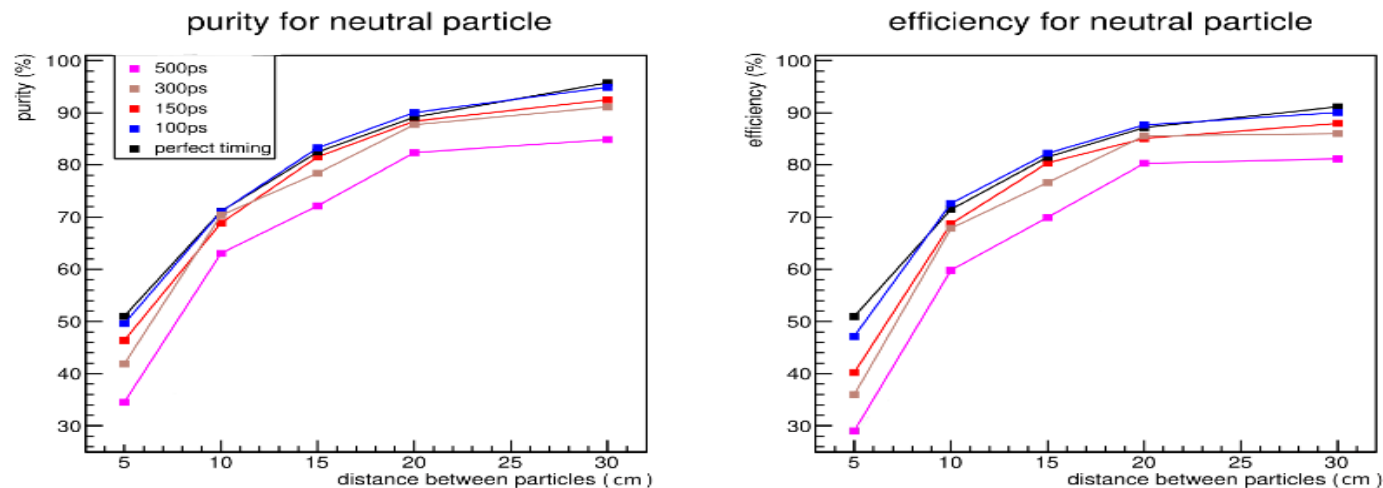 purity for neutral particle
purity (%)
100
90
80
70
60
50
40
30
500ps
300ps
150ps
100ps
perfect timing
5
10
15
20
25
30
distance between particles (cm)
efficiency for neutral particle
efficiency (%)
100
90
80
70
60
50
40
30
5
10
15
20
25
30
distance between particles (cm)